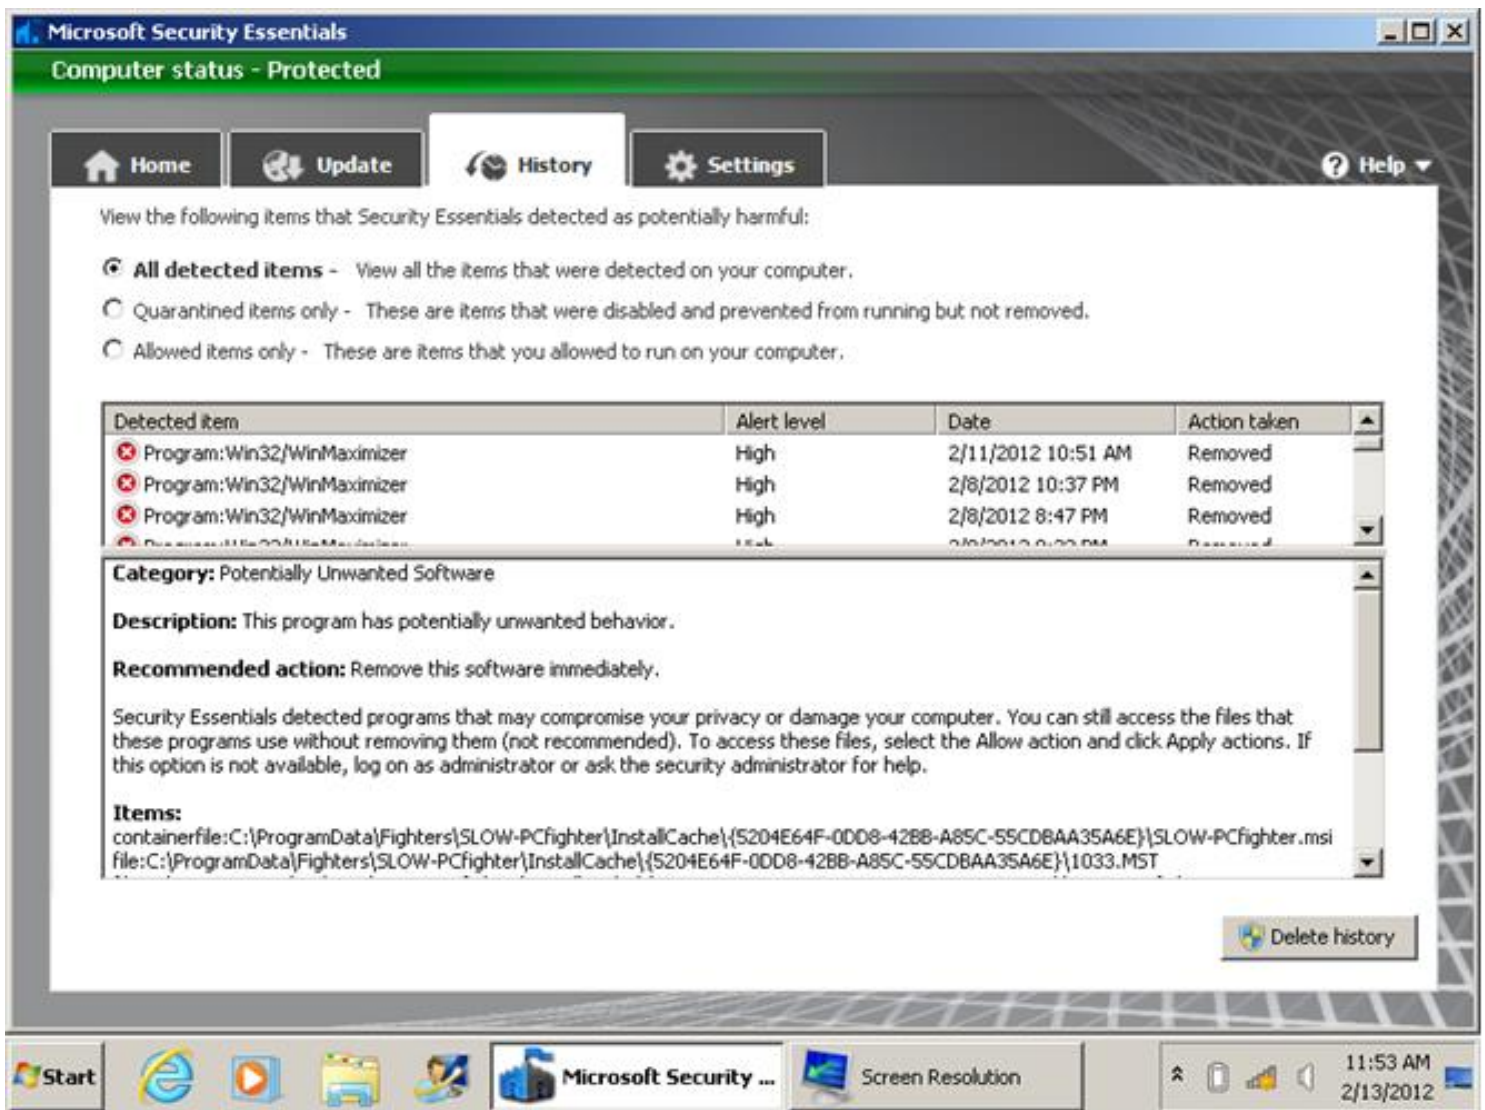 Microsoft Security Essentials
Computer status - Protected
Home
Update
History
Settings
Help
View the following items that Security Essentials detected as potentially harmful:
All detected items - View all the items that were detected on your computer.
Quarantined items only - These are items that were disabled and prevented from running but not removed.
Allowed items only - These are items that you allowed to run on your computer.
Detected item Alert level Date Action taken
Program:Win32/WinMaximizer High 2/11/2012 10:51 AM Removed
Program:Win32/WinMaximizer High 2/8/2012 10:37 PM Removed
Program:Win32/WinMaximizer High 2/8/2012 8:47 PM Removed
Category: Potentially Unwanted Software
Description: This program has potentially unwanted behavior.
Recommended action: Remove this software immediately.
Security Essentials detected programs that may compromise your privacy or damage your computer. You can still access the files that
these programs use without removing them (not recommended). To access these files, select the Allow action and click Apply actions. If
this option is not available, log on as administrator or ask the security administrator for help.
Items:
containerfile:C:\ProgramData\Fighters\SLOW-PCfighter\InstallCache\{5204E64F-0DD8-42BB-A85C-55CDBAA35A6E}\SLOW-PCfighter.msi
file:C:\ProgramData\Fighters\SLOW-PCfighter\InstallCache\{5204E64F-0DD8-42BB-A85C-55CDBAA35A6E}\1033.MST
Delete history
Start
Microsoft Security ...
Screen Resolution
11:53 AM
2/13/2012